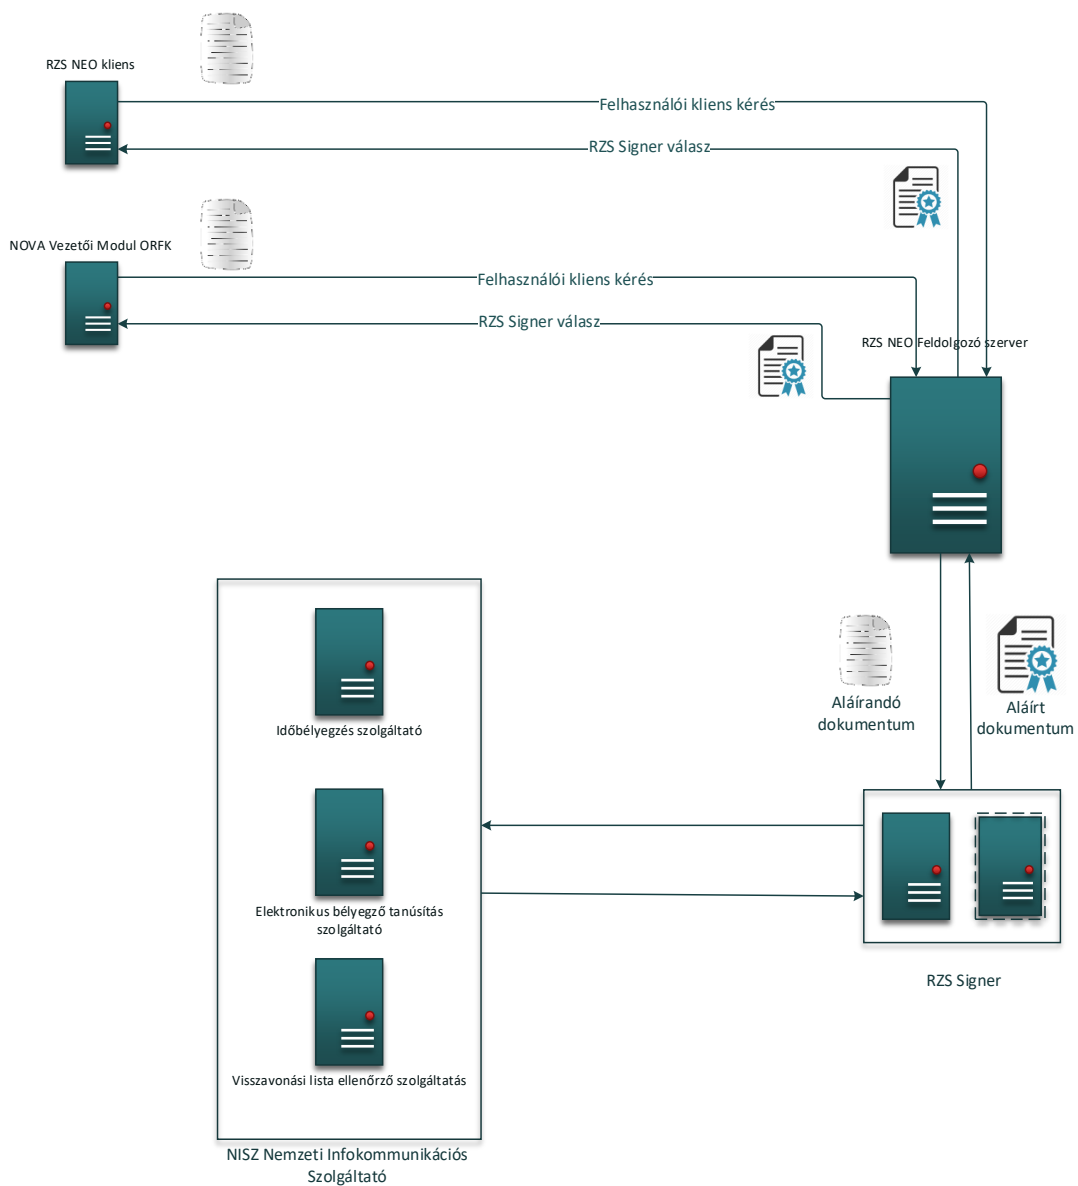 RZS NEO kliens
Felhasználói kliens kérés
RZS Signer válasz
NOVA Vezetői Modul ORFK
Felhasználói kliens kérés
RZS Signer válasz
RZS NEO Feldolgozó szerver
Aláírandó
dokumentum
Aláírt
dokumentum
Időbélyegzés szolgáltató
Elektronikus bélyegző tanúsítás
szolgáltató
Visszavonási lista ellenőrző szolgáltatás
RZS Signer
NISZ Nemzeti Infokommunikációs
Szolgáltató